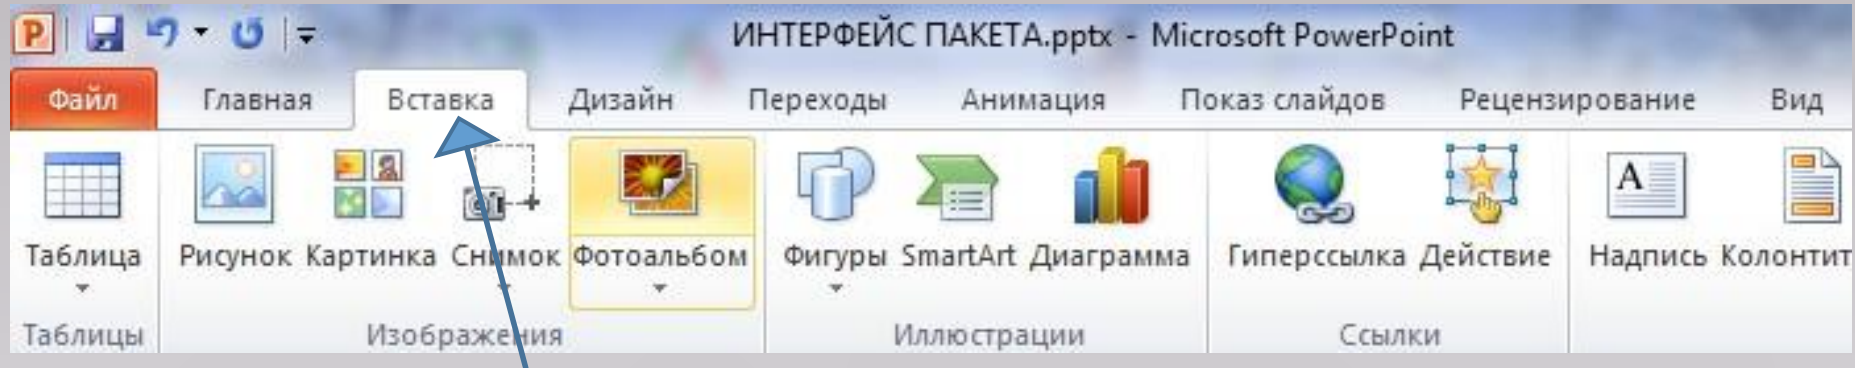 ИНТЕРФЕЙС ПАКЕТА.pptx - Microsoft PowerPoint
Файл Главная Вставка Дизайн Переходы Анимация Показ слайдов Рецензирование Вид
Таблица Рисунок Картинка Снимок Фотоальбом Фигуры SmartArt Диаграмма Гиперссылка Действие Надпись Колонтит
Таблицы Изображения Иллюстрации Ссылки